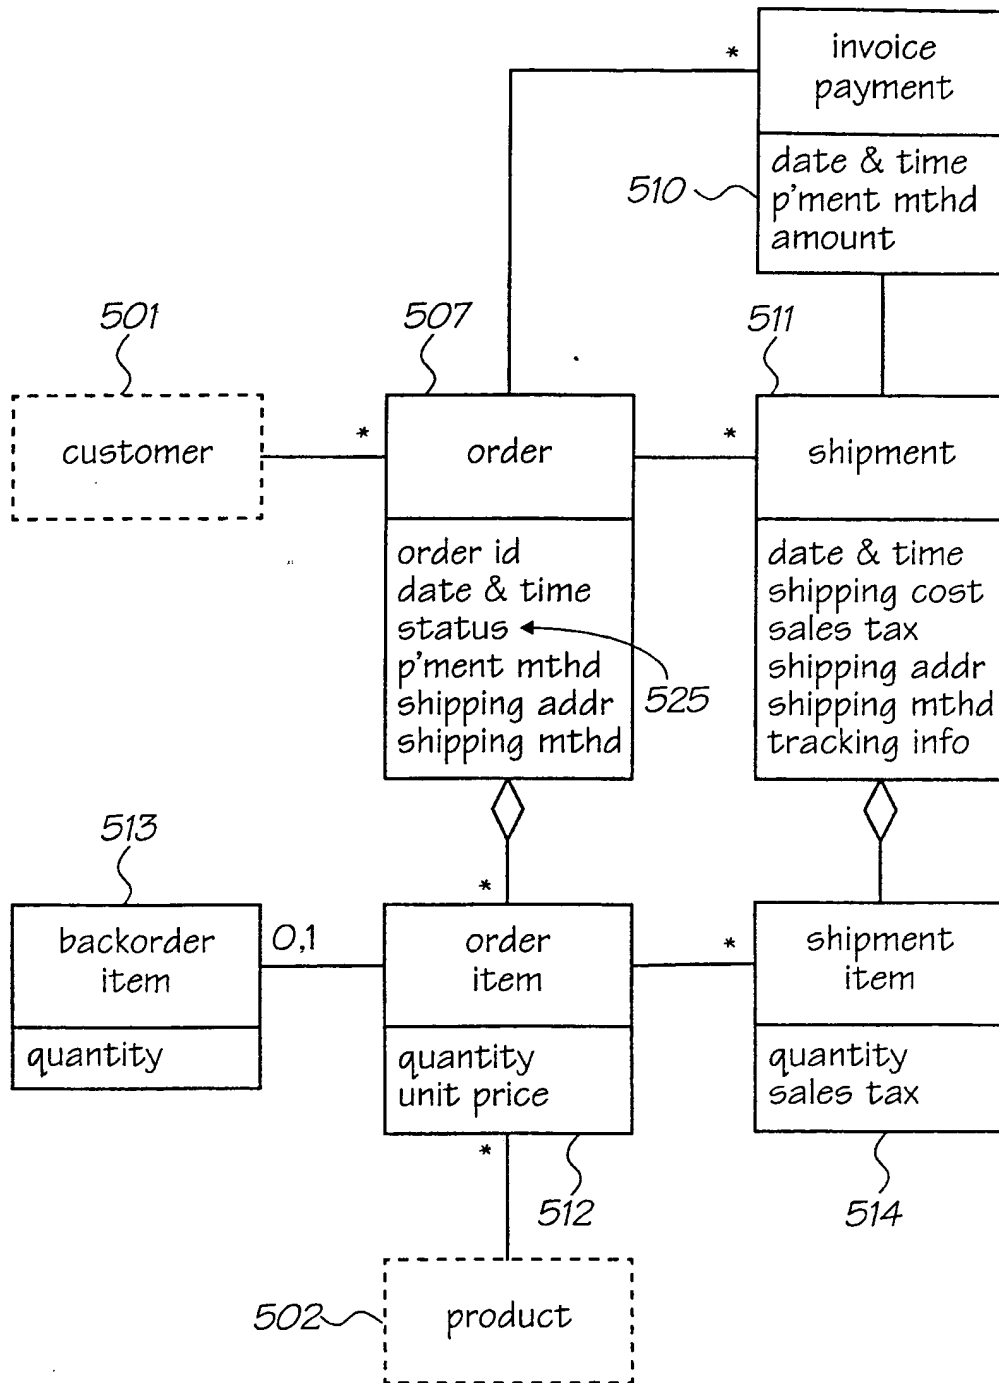 *
invoice
payment
date & time
p'ment mthd
amount
510
501
507
511
customer
*
order
*
shipment
order id
date & time
status
p'ment mthd
shipping addr
shipping mthd
525
date & time
shipping cost
sales tax
shipping addr
shipping mthd
tracking info
513
*
backorder
item
0,1
order
item
*
shipment
item
quantity
quantity
unit price
quantity
sales tax
*
512
514
502
product